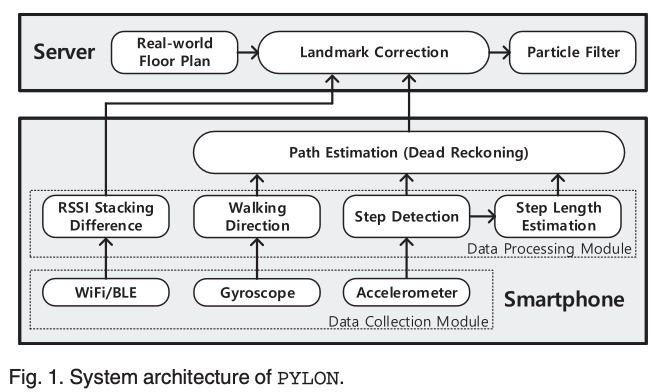 Server
Real-world
Floor Plan
Landmark Correction
Particle Filter
Path Estimation (Dead Reckoning)
RSSI Stacking
Difference
Walking
Direction
Step Detection
Step Length
Estimation
Data Processing Module
WiFi/BLE
Gyroscope
Accelerometer
Smartphone
Data Collection Module
Fig. 1. System architecture of PYLON.